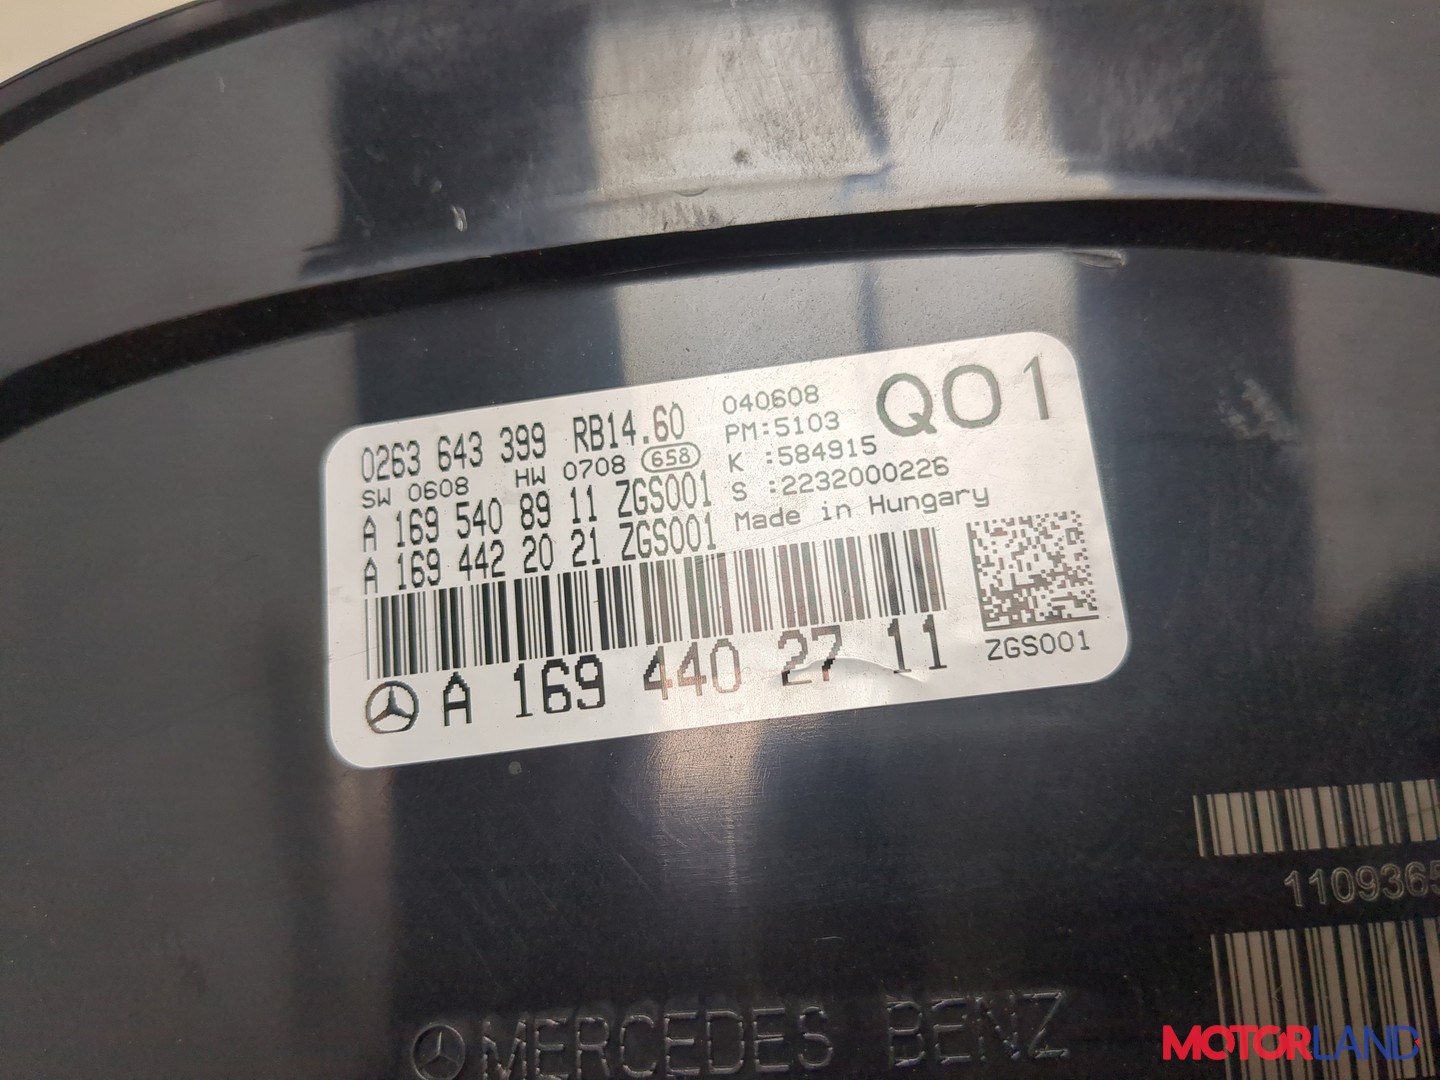 0263 643 399 RB14.60
SW 0608 HW 0708 658
A 169 540 89 11 ZGS001
A 169 442 20 21 ZGS001
040608
PM:5103
K :584915
S :2232000226
Made in Hungary
Q01
ZGS001
A 169 440 27 11
1109365
MERCEDES BENZ
MOTORLAND